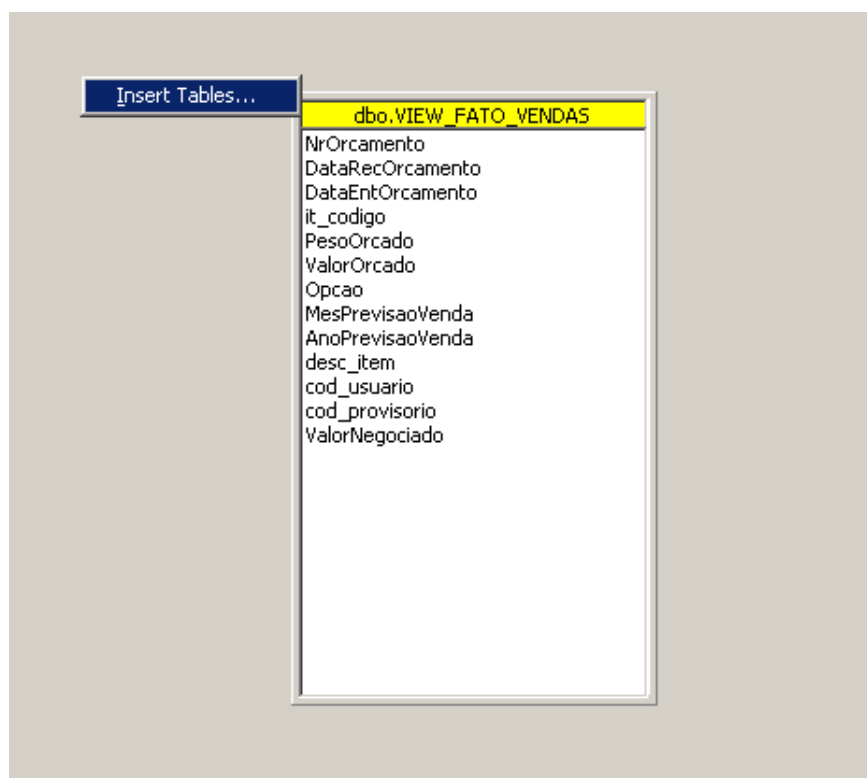 Insert Tables...
dbo.VIEW_FATO_VENDAS
NrOrcamento
DataRecOrcamento
DataEntOrcamento
it_codigo
PesoOrcado
ValorOrcado
Opcao
MesPrevisaoVenda
AnoPrevisaoVenda
desc_item
cod_usuario
cod_provisorio
ValorNegociado